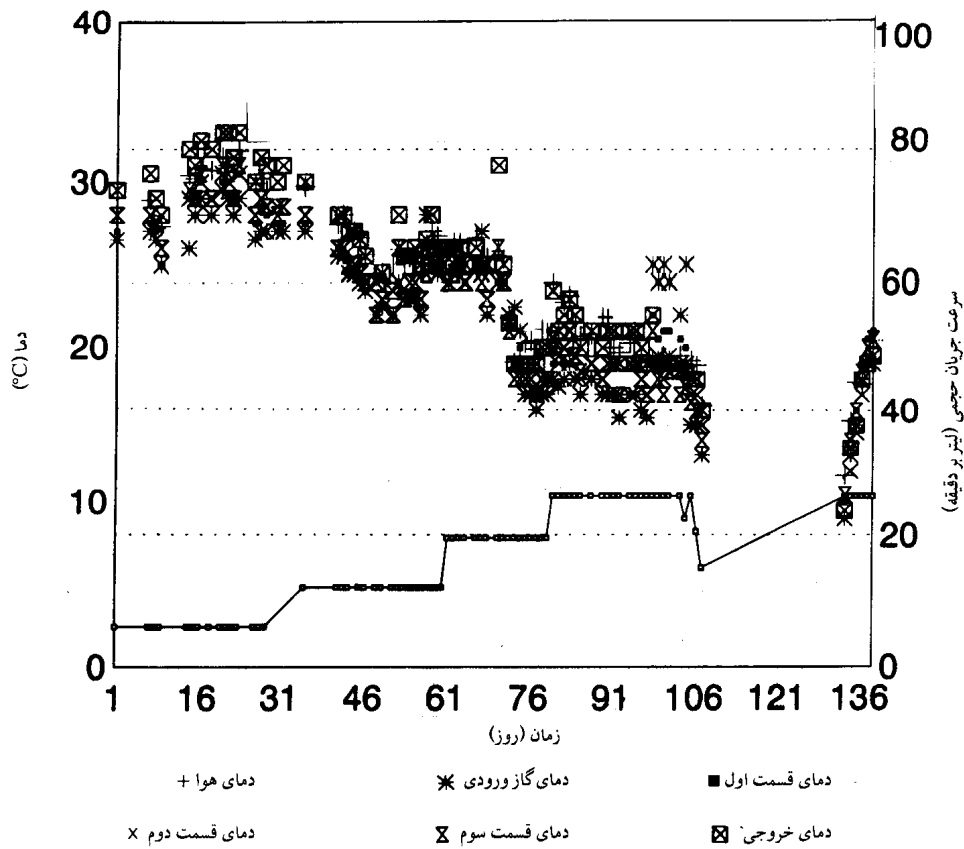 40
100
80
30
60
20
40
10
20
0
0
دما (°C)
سرعت جریان حجمی (لیتر بر دقیقه)
1 16 31 46 61 76 91 106 121 136
زمان (روز)
دمای قسمت اول دمای گاز ورودی دمای هوا
دمای خروجی دمای قسمت سوم دمای قسمت دوم